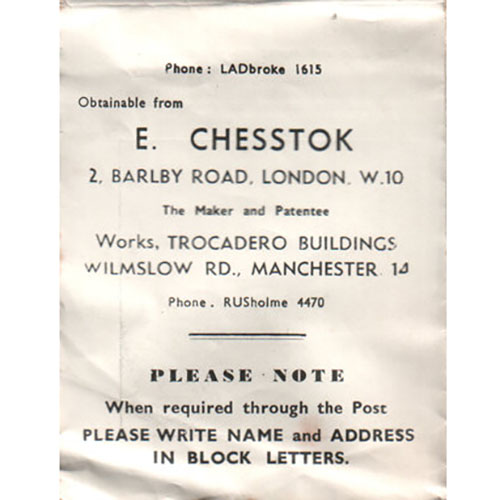 Phone : LADbroke 1615
Obtainable from
E. CHESSTOK
2, BARLBY ROAD, LONDON. W.10
The Maker and Patentee
Works, TROCADERO BUILDINGS
WILMSLOW RD., MANCHESTER 14
Phone . RUSholme 4470
PLEASE NOTE
When required through the Post
PLEASE WRITE NAME and ADDRESS
IN BLOCK LETTERS.